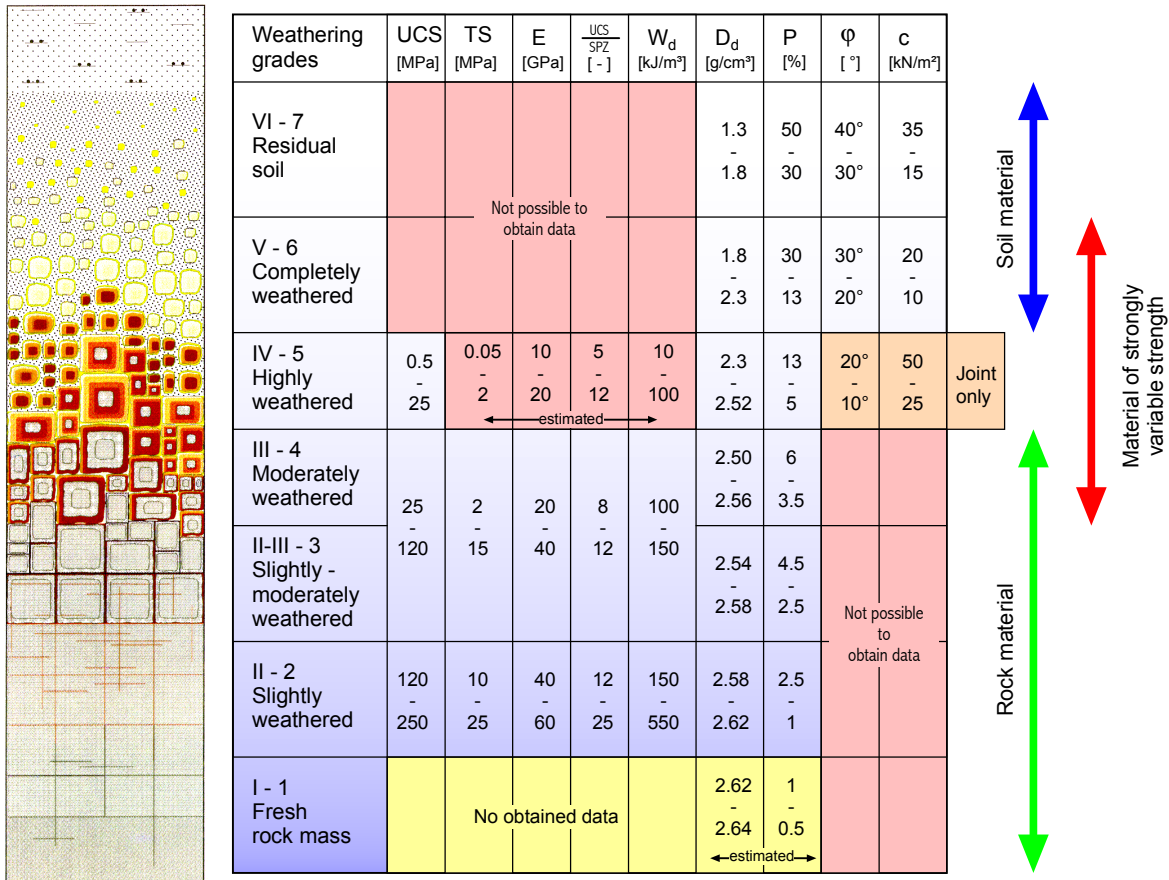 Weathering grades UCS [MPa] TS [MPa] E [GPa] UCS/SPZ [ - ] W_d [kJ/m³] D_d [g/cm³] P [%] φ [ °] c [kN/m²]
VI - 7
Residual
soil
1.3 - 1.8
50 - 30
40° - 30°
35 - 15
Not possible to
obtain data
V - 6
Completely
weathered
1.8 - 2.3
30 - 13
30° - 20°
20 - 10
IV - 5
Highly
weathered
0.5 - 25
0.05 - 2
10 - 20
5 - 12
10 - 100
estimated
2.3 - 2.52
13 - 5
20° - 10°
50 - 25
Joint
only
III - 4
Moderately
weathered
25 - 120
2 - 15
20 - 40
8 - 12
100 - 150
2.50 - 2.56
6 - 3.5
II-III - 3
Slightly -
moderately
weathered
2.54 - 2.58
4.5 - 2.5
Not possible
to
obtain data
II - 2
Slightly
weathered
120 - 250
10 - 25
40 - 60
12 - 25
150 - 550
2.58 - 2.62
2.5 - 1
I - 1
Fresh
rock mass
No obtained data
2.62 - 2.64
1 - 0.5
estimated
Soil material
Material of strongly
variable strength
Rock material